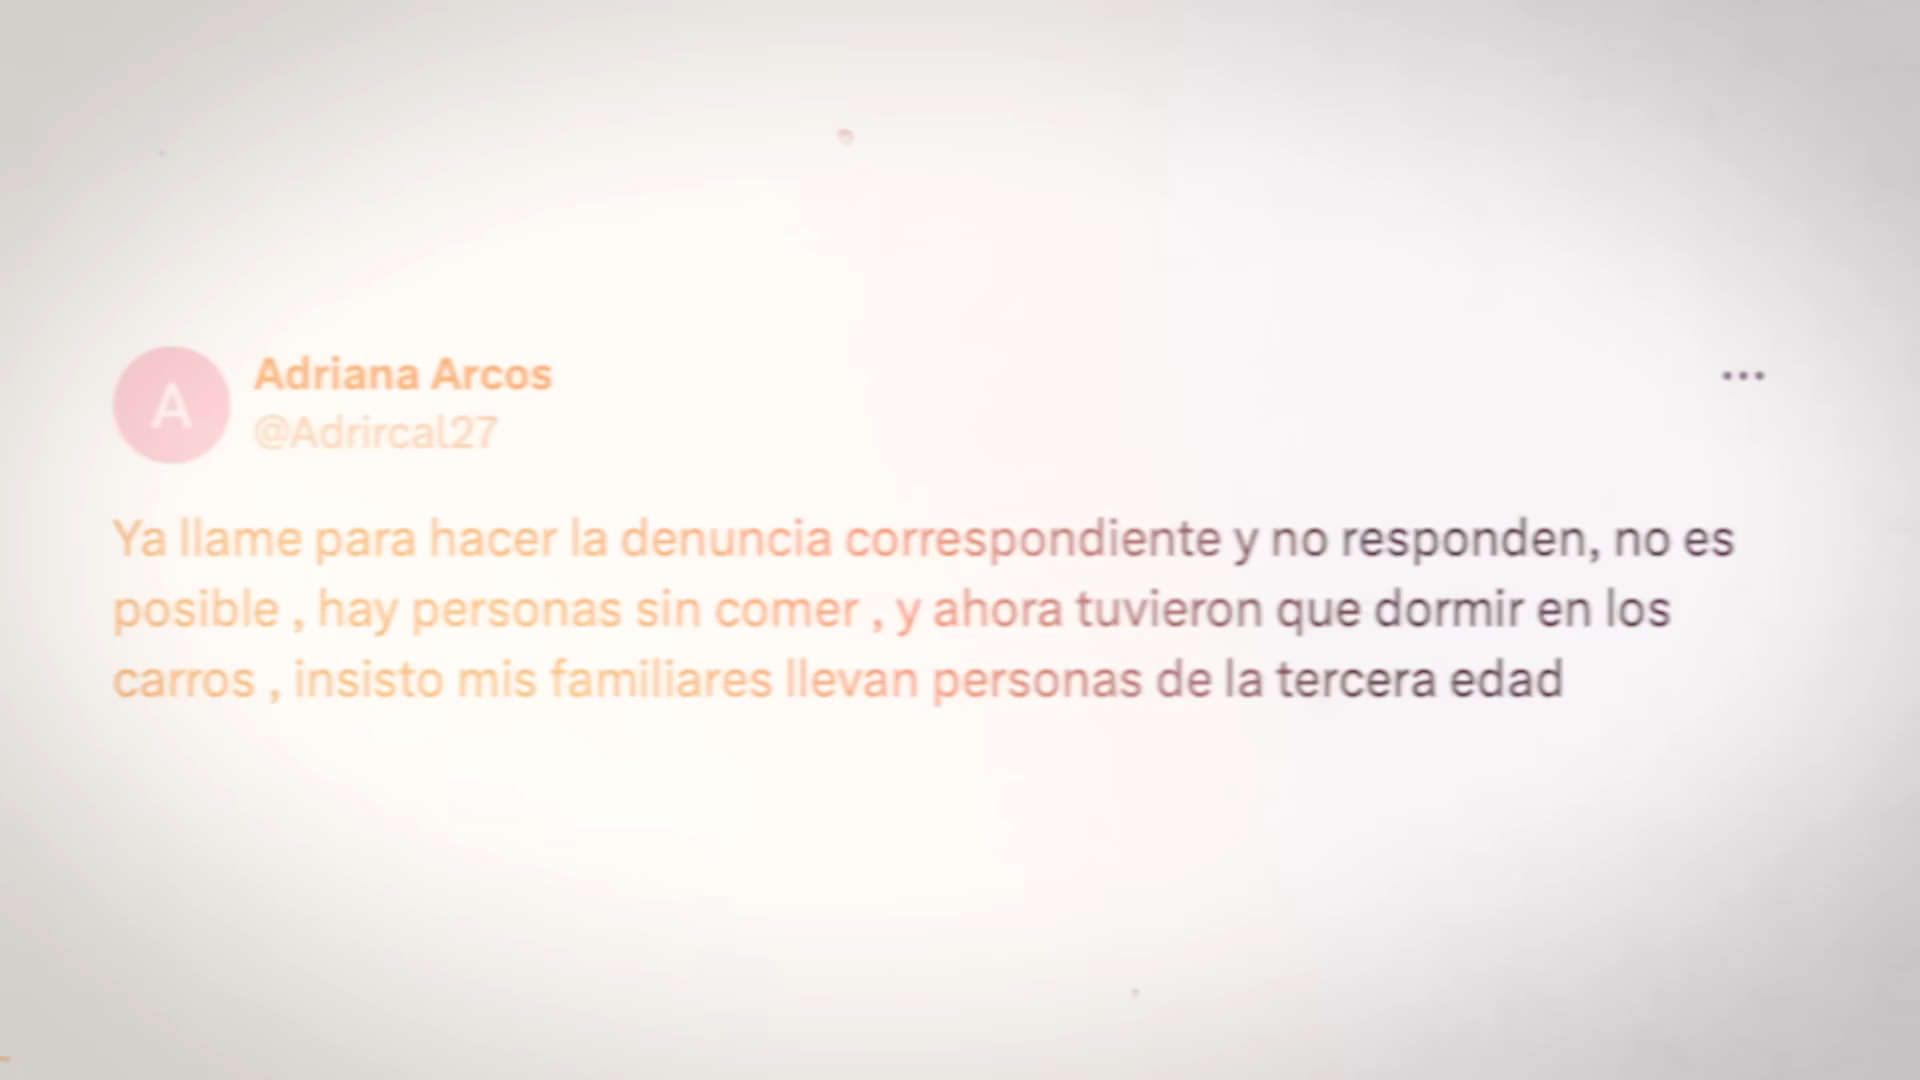 A
Adriana Arcos
@Adrircal27
Ya llame para hacer la denuncia correspondiente y no responden, no es
posible , hay personas sin comer , y ahora tuvieron que dormir en los
carros , insisto mis familiares llevan personas de la tercera edad